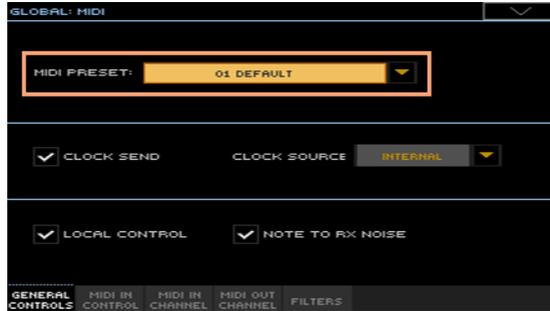 GLOBAL: MIDI
MIDI PRESET: 01 DEFAULT
CLOCK SEND CLOCK SOURCE INTERNAL
LOCAL CONTROL NOTE TO RX NOISE
GENERAL CONTROLS
MIDI IN CONTROL
MIDI IN CHANNEL
MIDI OUT CHANNEL
FILTERS